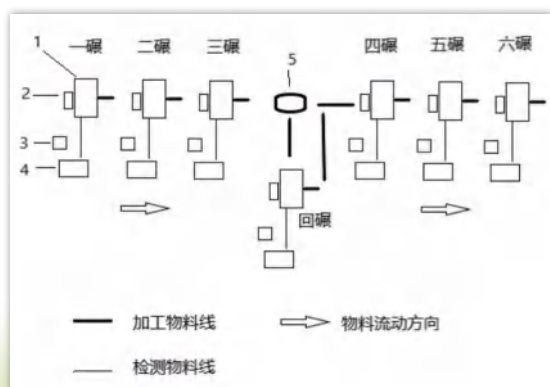 1 一碾 二碾 三碾 5 四碾 五碾 六碾
2
3
4
回碾
加工物料线 物料流动方向
检测物料线